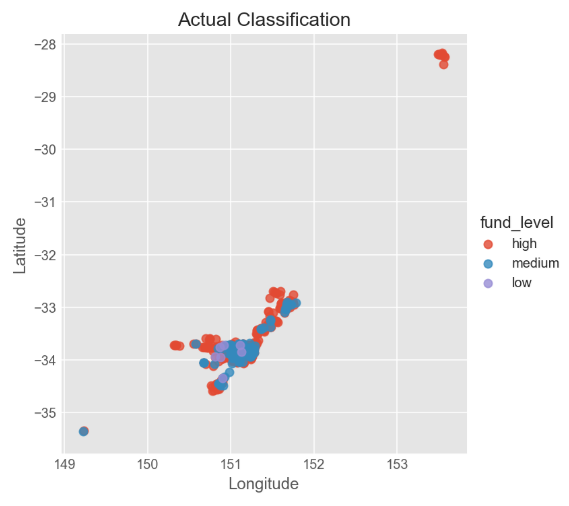 Actual Classification
−28
−29
−30
−31
−32
−33
−34
−35
Latitude
149
150
151
152
153
Longitude
fund_level
high
medium
low